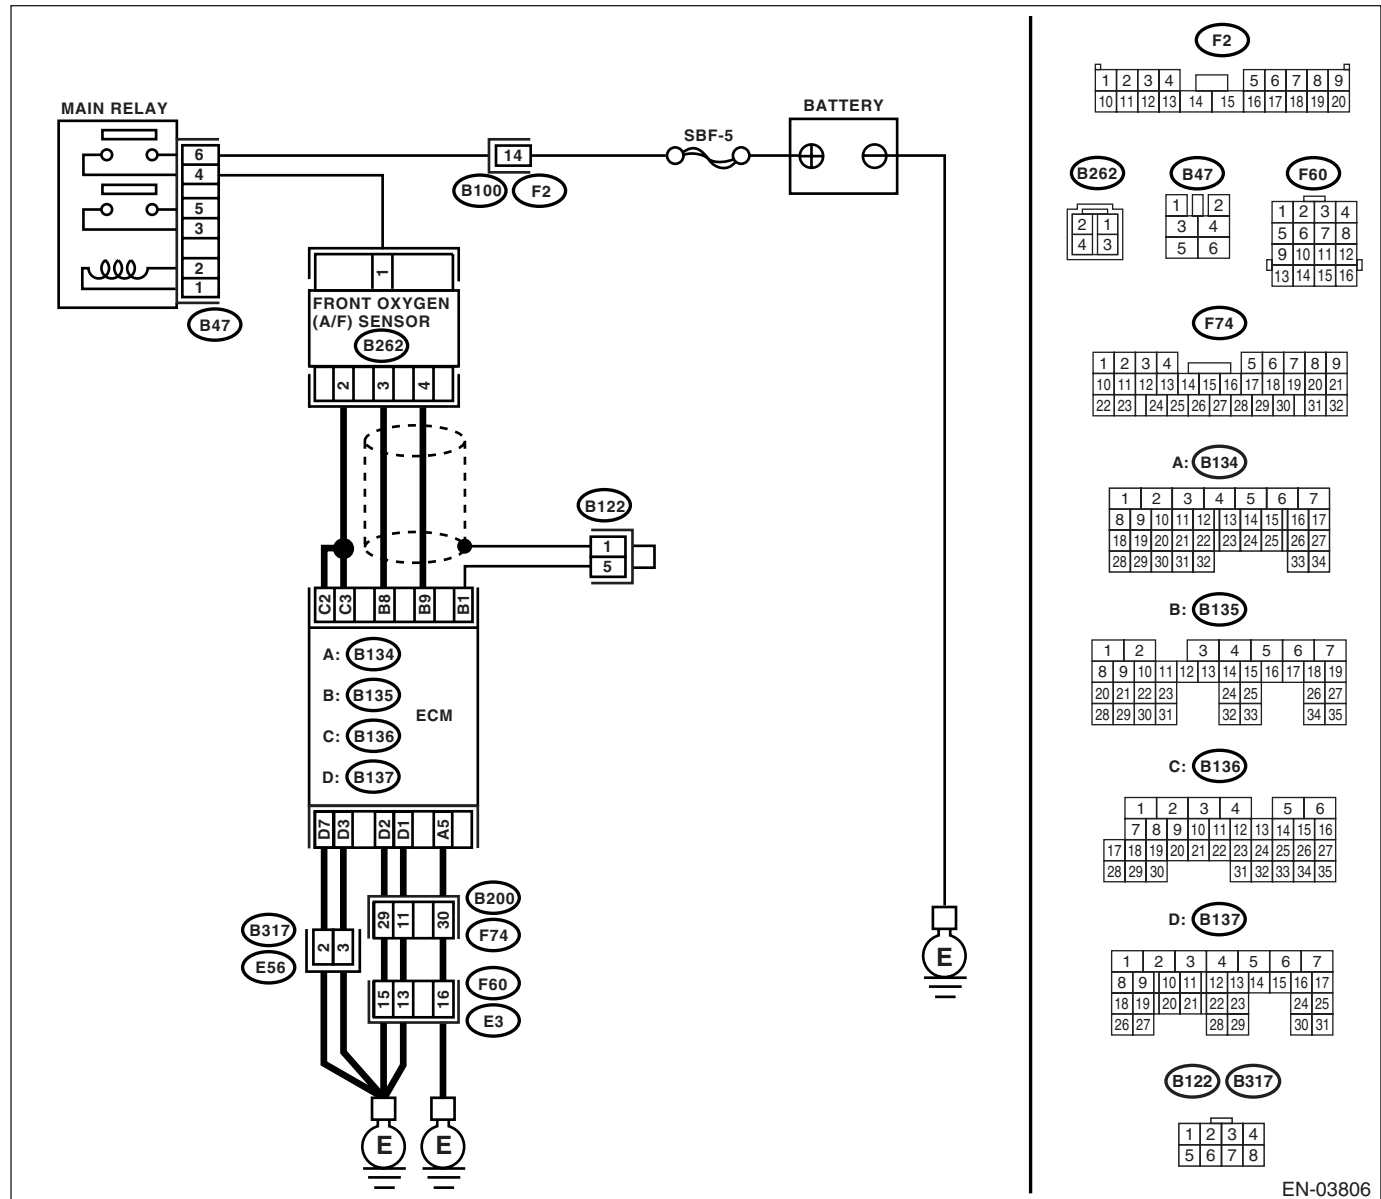 MAIN RELAY
6
4
5
3
2
1
B47
14
B100 F2
SBF-5
BATTERY
1
FRONT OXYGEN
(A/F) SENSOR
B262
2 3 4
B122
1
5
C2 C3 B8 B9 B1
A: B134
B: B135
C: B136
D: B137
ECM
D7 D3 D2 D1 A5
B317
E56
2 3
29 11 30
B200
F74
15 13 16
F60
E3
E E
E
F2
1 2 3 4 5 6 7 8 9
10 11 12 13 14 15 16 17 18 19 20
B262
2 1
4 3
B47
1 2
3 4
5 6
F60
1 2 3 4
5 6 7 8
9 10 11 12
13 14 15 16
F74
1 2 3 4 5 6 7 8 9
10 11 12 13 14 15 16 17 18 19 20 21
22 23 24 25 26 27 28 29 30 31 32
A: B134
1 2 3 4 5 6 7
8 9 10 11 12 13 14 15 16 17
18 19 20 21 22 23 24 25 26 27
28 29 30 31 32 33 34
B: B135
1 2 3 4 5 6 7
8 9 10 11 12 13 14 15 16 17 18 19
20 21 22 23 24 25 26 27
28 29 30 31 32 33 34 35
C: B136
1 2 3 4 5 6
7 8 9 10 11 12 13 14 15 16
17 18 19 20 21 22 23 24 25 26 27
28 29 30 31 32 33 34 35
D: B137
1 2 3 4 5 6 7
8 9 10 11 12 13 14 15 16 17
18 19 20 21 22 23 24 25
26 27 28 29 30 31
B122 B317
1 2 3 4
5 6 7 8
EN-03806